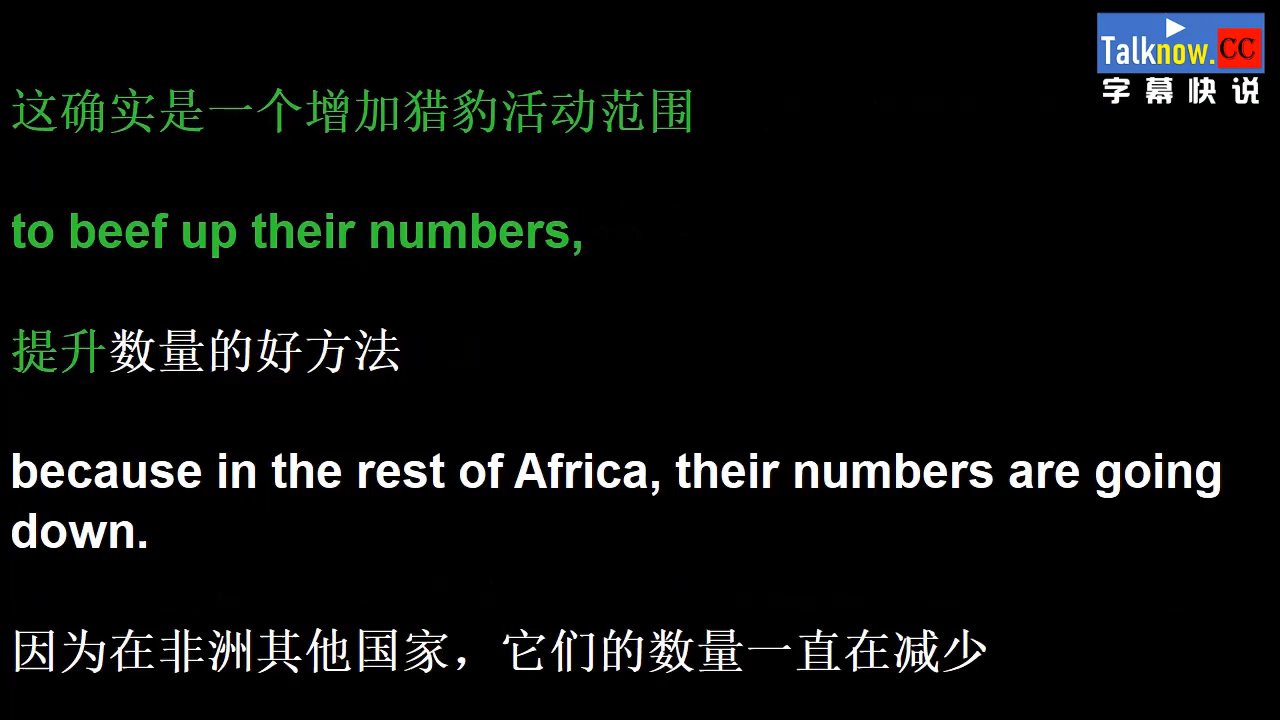 Talknow.CC
字幕快说
这确实是一个增加猎豹活动范围
to beef up their numbers,
提升数量的好方法
because in the rest of Africa, their numbers are going
down.
因为在非洲其他国家，它们的数量一直在减少